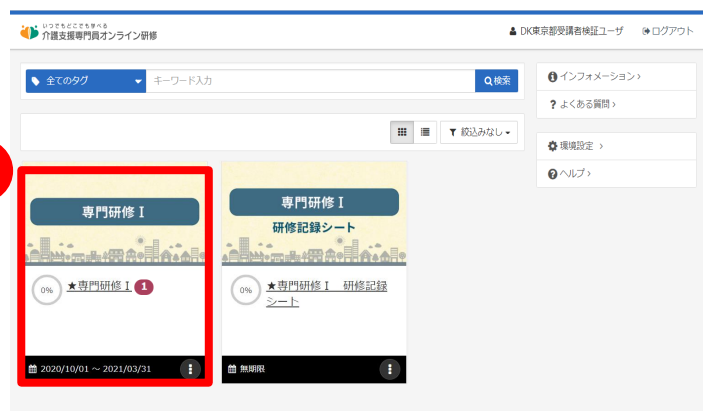 いつでもどこでも学べる
介護支援専門員オンライン研修
DK東京都受講者検証ユーザ
ログアウト
全てのタグ
キーワード入力
検索
インフォメーション
よくある質問
絞込みなし
環境設定
ヘルプ
専門研修Ⅰ
0%
★専門研修Ⅰ 1
2020/10/01 ～ 2021/03/31
専門研修Ⅰ
研修記録シート
0%
★専門研修Ⅰ　研修記録
シート
無期限